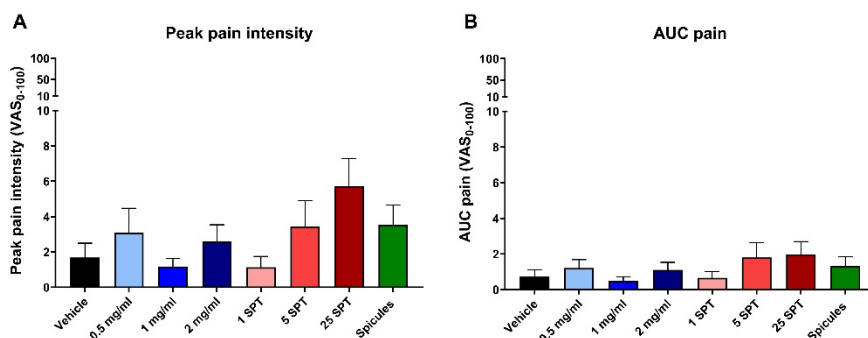 A
Peak pain intensity
Peak pain intensity (VAS0-100)
100
50
10
10
8
6
4
2
0
Vehicle
0.5 mg/ml
1 mg/ml
2 mg/ml
1 SPT
5 SPT
25 SPT
Spicules
B
AUC pain
AUC pain (VAS0-100)
100
50
10
10
8
6
4
2
0
Vehicle
0.5 mg/ml
1 mg/ml
2 mg/ml
1 SPT
5 SPT
25 SPT
Spicules